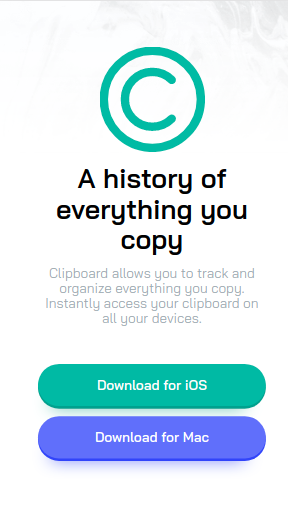 A history of
everything you
copy
Clipboard allows you to track and
organize everything you copy.
Instantly access your clipboard on
all your devices.
Download for iOS
Download for Mac